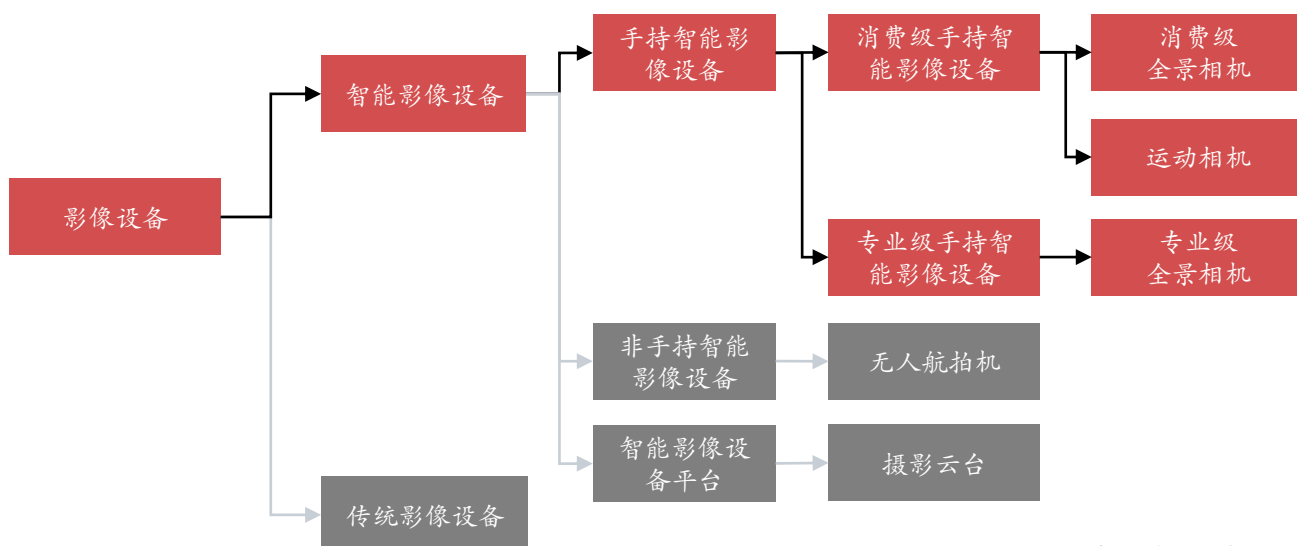 手持智能影
像设备
消费级手持智
能影像设备
消费级
全景相机
智能影像设备
运动相机
影像设备
专业级手持智
能影像设备
专业级
全景相机
非手持智能
影像设备
无人航拍机
智能影像设
备平台
摄影云台
传统影像设备